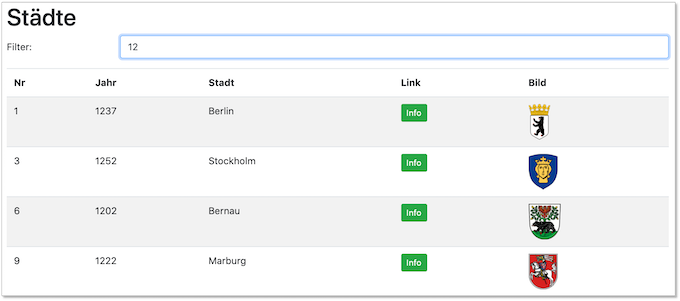 Städte
Filter: 12
Nr Jahr Stadt Link Bild
1 1237 Berlin Info
3 1252 Stockholm Info
6 1202 Bernau Info
9 1222 Marburg Info